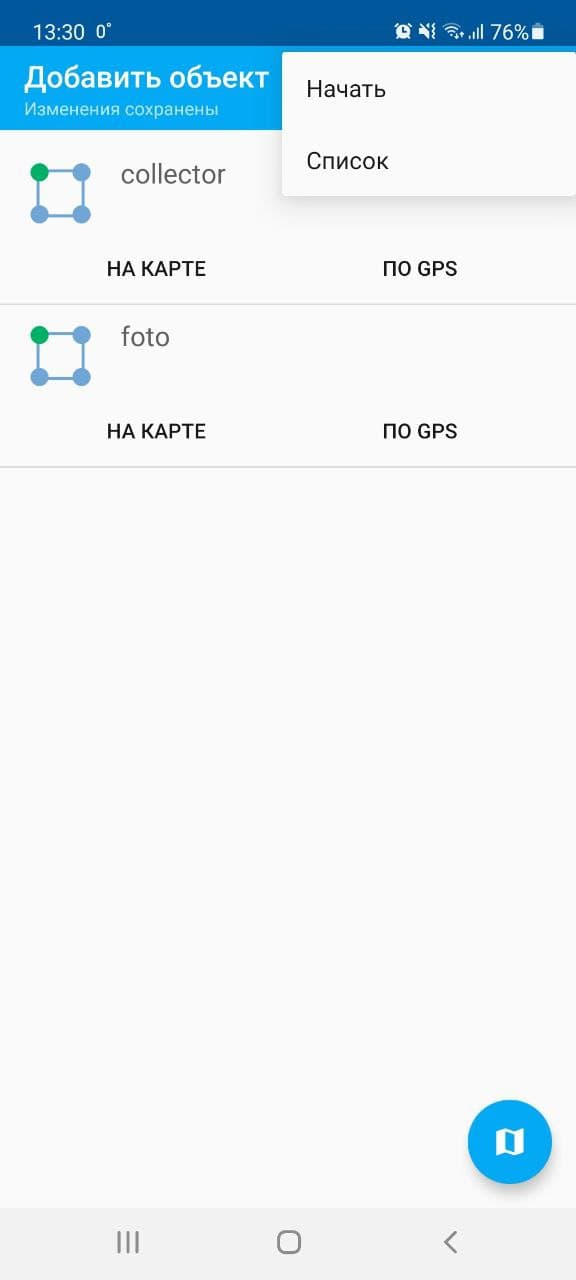 13:30 0° 76%
Добавить объект
Изменения сохранены
Начать
Список
collector
НА КАРТЕ ПО GPS
foto
НА КАРТЕ ПО GPS